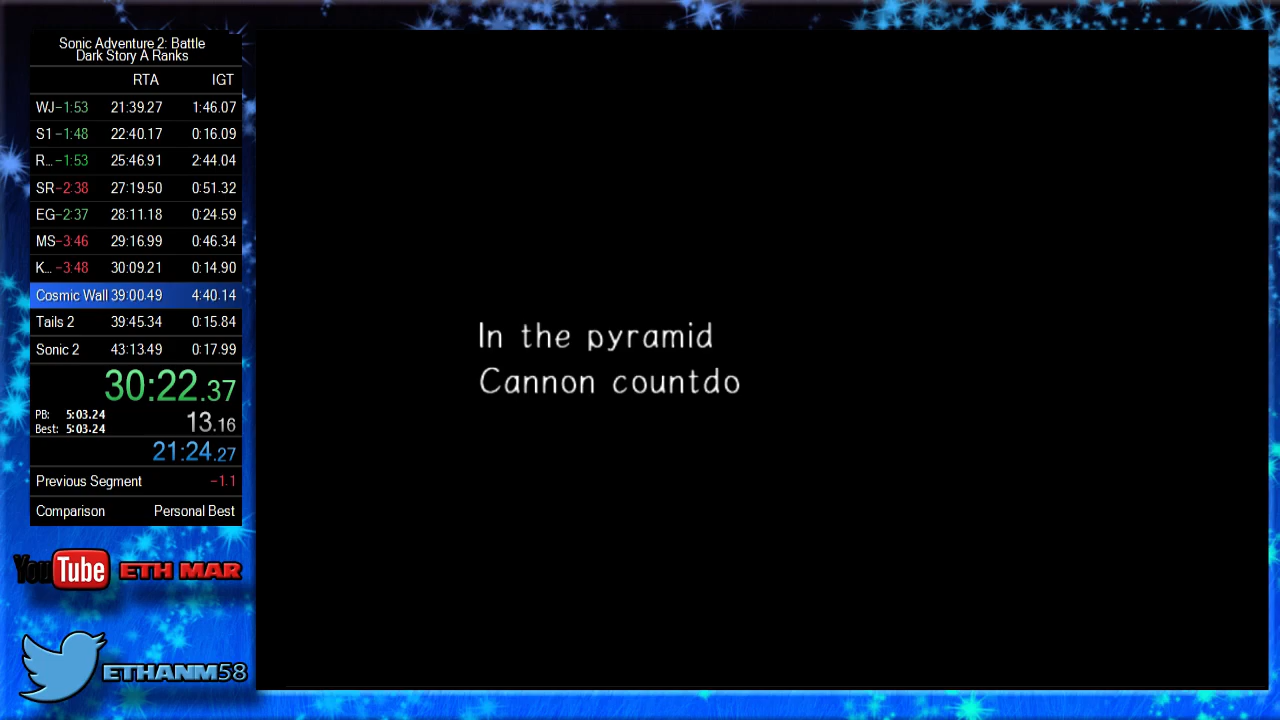 Sonic Adventure 2: Battle
Dark Story A Ranks
RTA IGT
WJ -1:53 21:39.27 1:46.07
S1 -1:48 22:40.17 0:16.09
R... -1:53 25:46.91 2:44.04
SR -2:38 27:19.50 0:51.32
EG -2:37 28:11.18 0:24.59
MS -3:46 29:16.99 0:46.34
K... -3:48 30:09.21 0:14.90
Cosmic Wall 39:00.49 4:40.14
Tails 2 39:45.34 0:15.84
Sonic 2 43:13.49 0:17.99
30:22.37
PB: 5:03.24
Best: 5:03.24
13.16
21:24.27
Previous Segment -1.1
Comparison Personal Best
YouTube ETH MAR
ETHANM58
In the pyramid
Cannon countdo